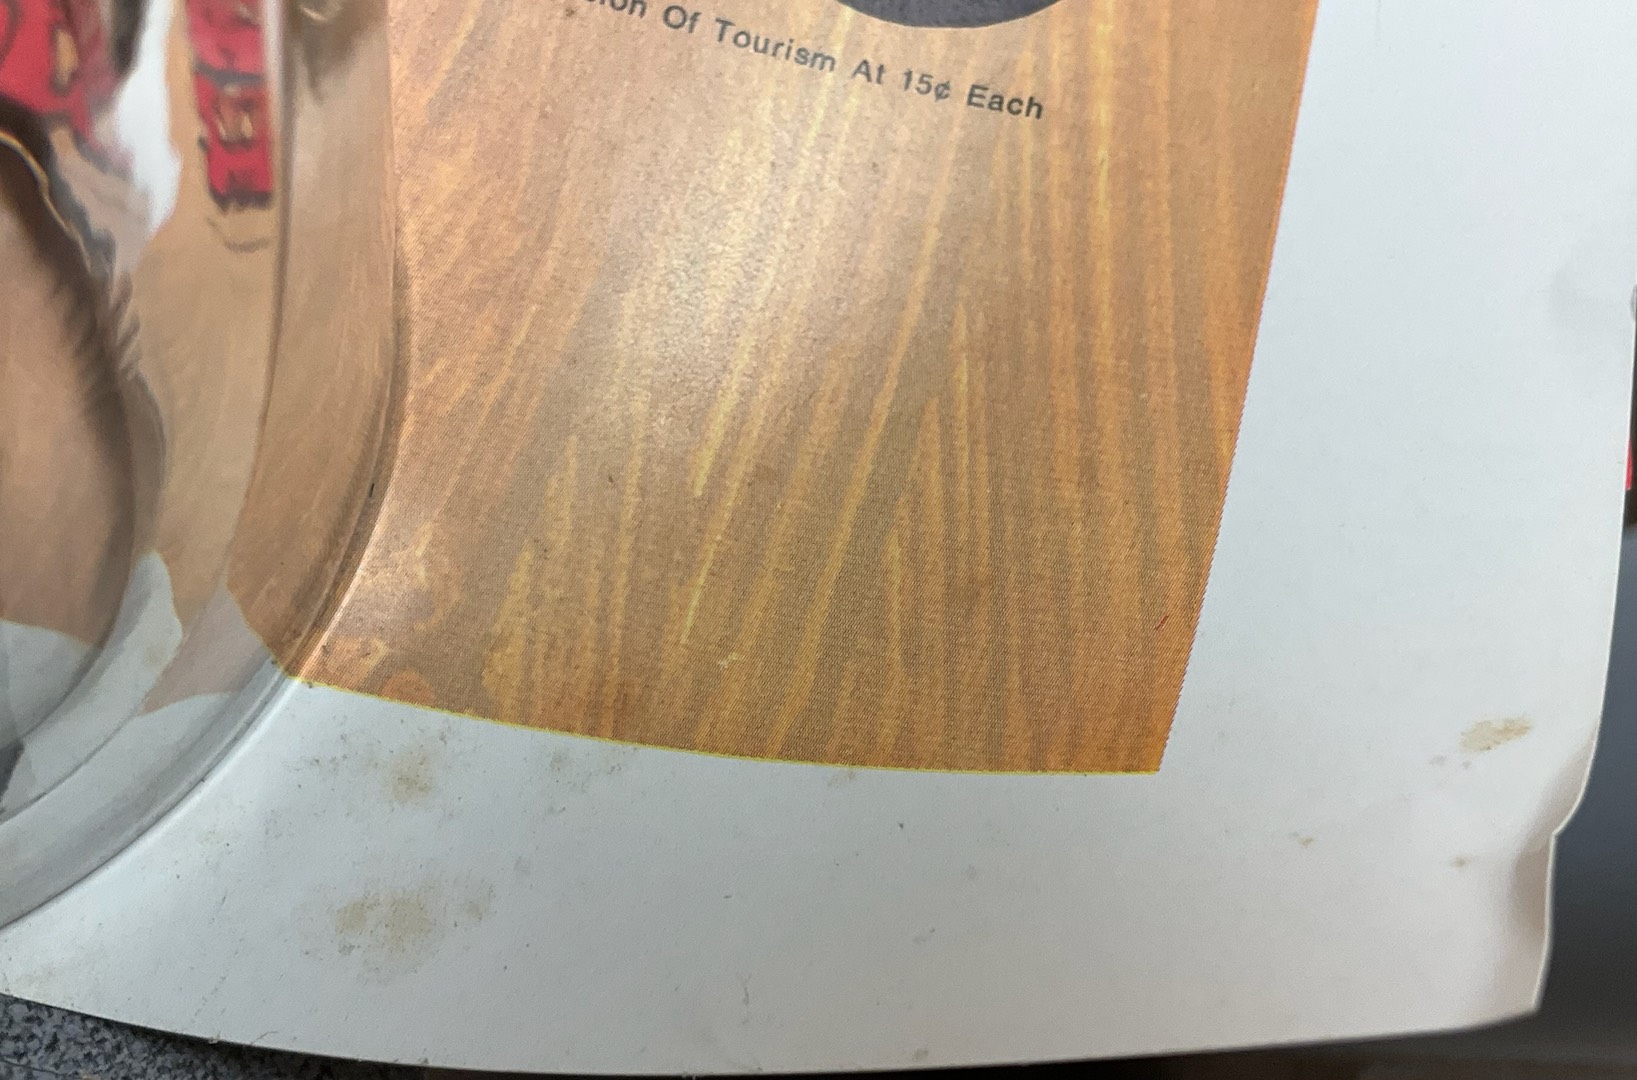 Of Tourism At 15¢ Each